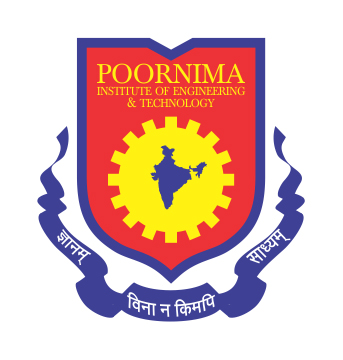 POORNIMA
INSTITUTE OF ENGINEERING
& TECHNOLOGY
ज्ञानम्
विना न किमपि
साध्यम्